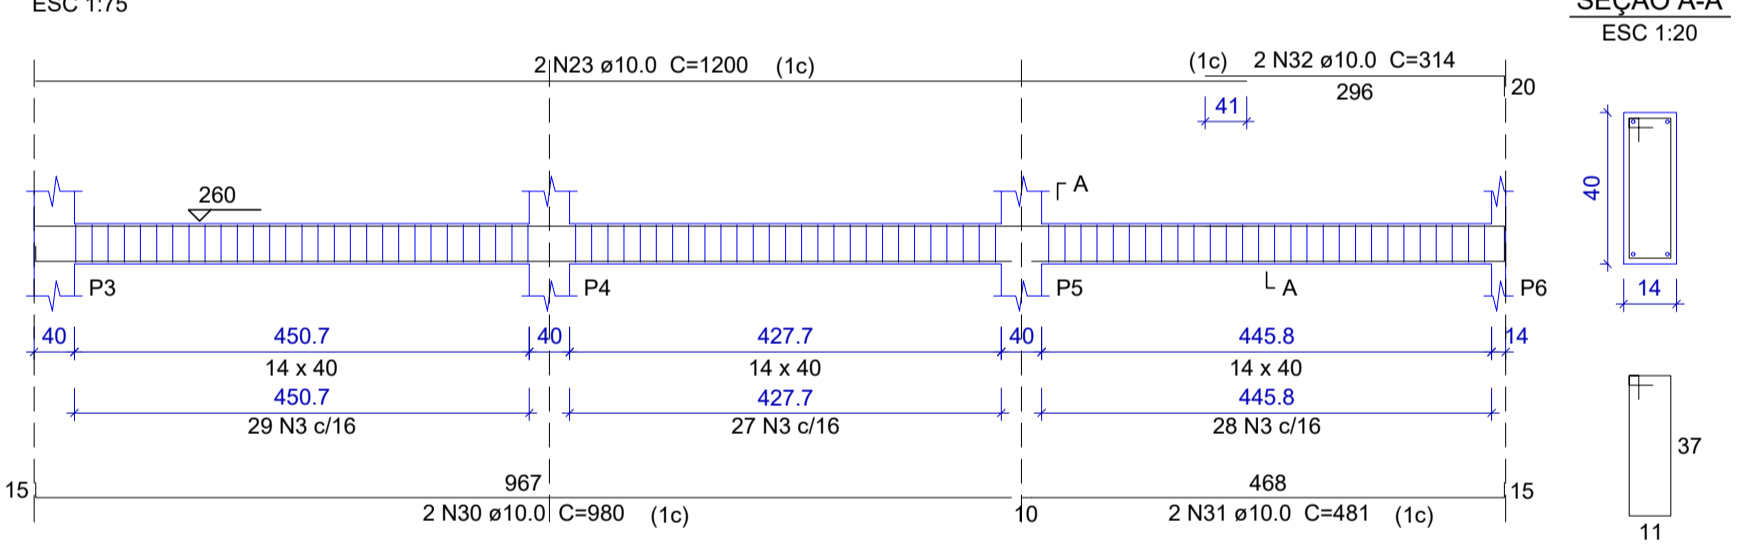 ESC 1:75
SEÇÃO A-A
ESC 1:20
2 N23 ø10.0 C=1200 (1c)
(1c) 2 N32 ø10.0 C=314
296
20
41
260
A
40
P3
P4
P5
A
P6
14
40
450.7
40
427.7
40
445.8
14
14 x 40
14 x 40
14 x 40
450.7
427.7
445.8
29 N3 c/16
27 N3 c/16
28 N3 c/16
37
11
15
967
468
15
2 N30 ø10.0 C=980 (1c)
10
2 N31 ø10.0 C=481 (1c)